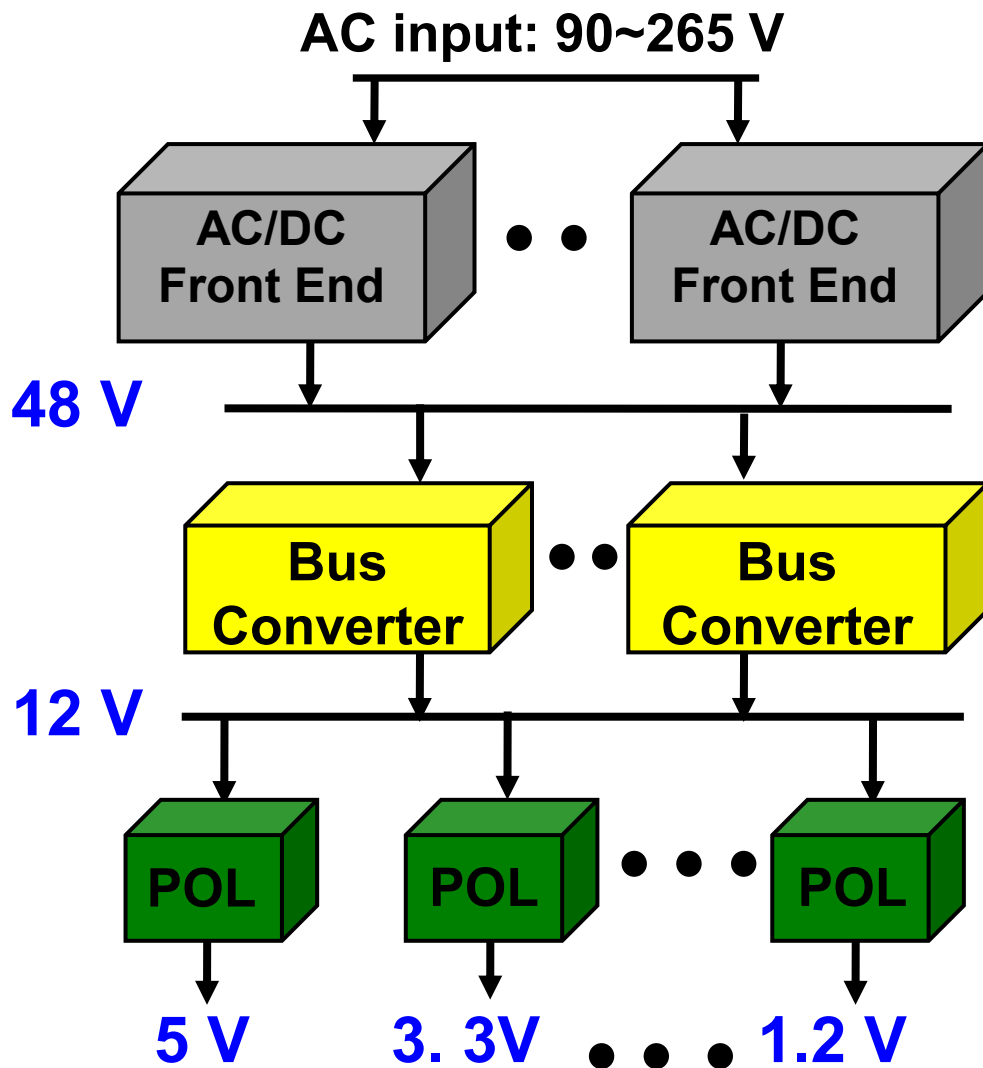 AC input: 90~265 V
AC/DC
Front End
AC/DC
Front End
48 V
Bus
Converter
Bus
Converter
12 V
POL
POL
POL
5 V
3. 3V
1.2 V